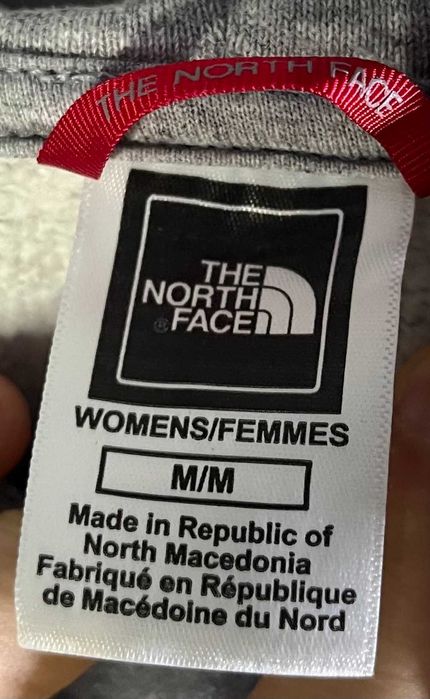 THE NORTH FACE
THE
NORTH
® FACE
WOMENS/FEMMES
M/M
Made in Republic of
North Macedonia
Fabriqué en République
de Macédoine du Nord